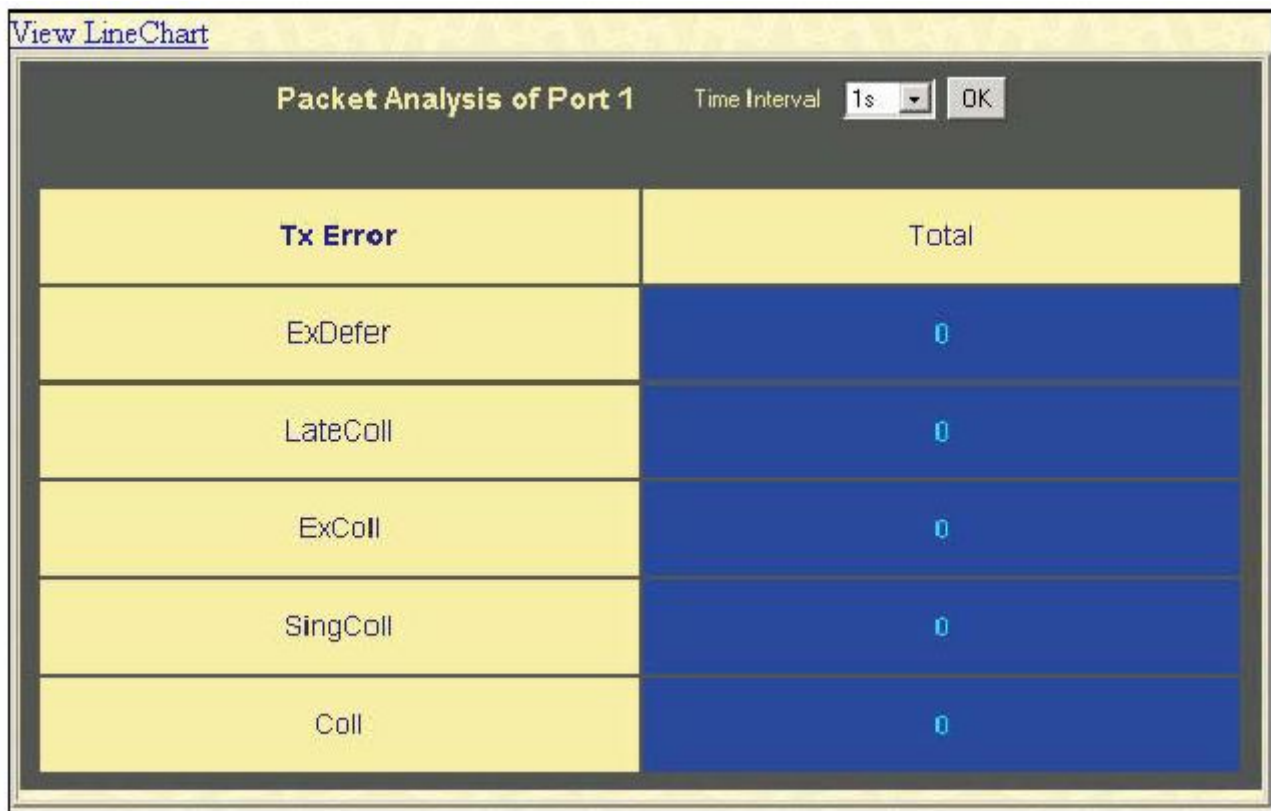 View LineChart
Packet Analysis of Port 1 Time Interval 1s OK
Tx Error Total
ExDefer 0
LateColl 0
ExColl 0
SingColl 0
Coll 0